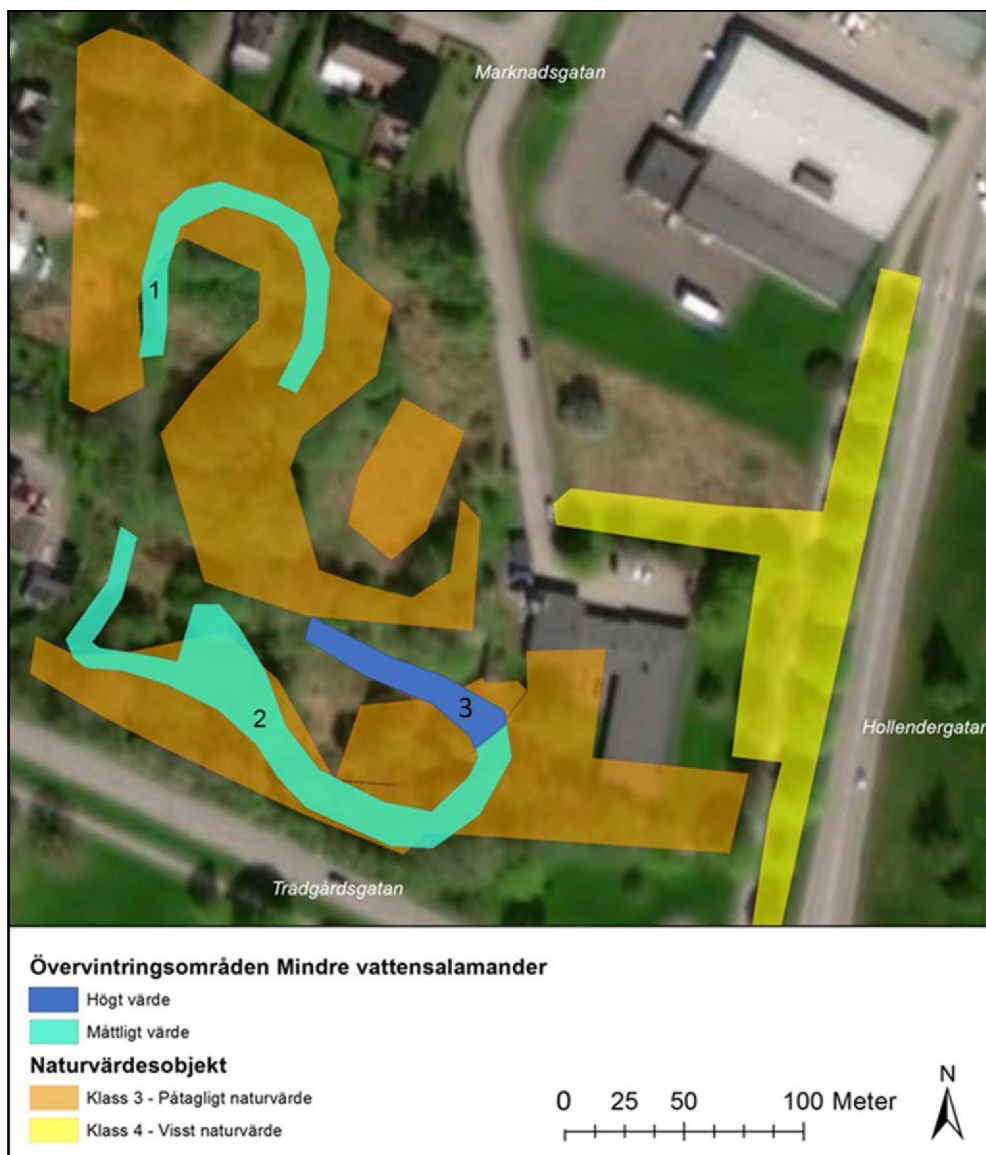 Marknadsgatan
1
3
2
Hollendergatan
Trädgårdsgatan
Övervintringsområden Mindre vattensalamander
Högt värde
Måttligt värde
Naturvärdesobjekt
Klass 3 - Påtagligt naturvärde
Klass 4 - Visst naturvärde
N
0 25 50 100 Meter